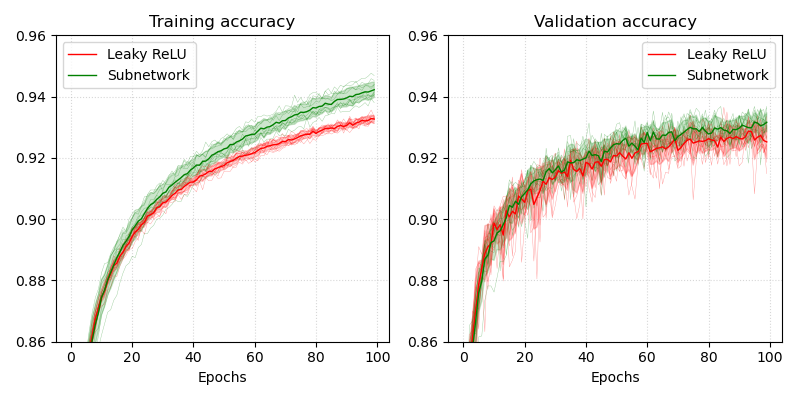 Training accuracy
0.96
0.94
0.92
0.90
0.88
0.86
0 20 40 60 80 100
Epochs
Leaky ReLU
Subnetwork
Validation accuracy
0.96
0.94
0.92
0.90
0.88
0.86
0 20 40 60 80 100
Epochs
Leaky ReLU
Subnetwork